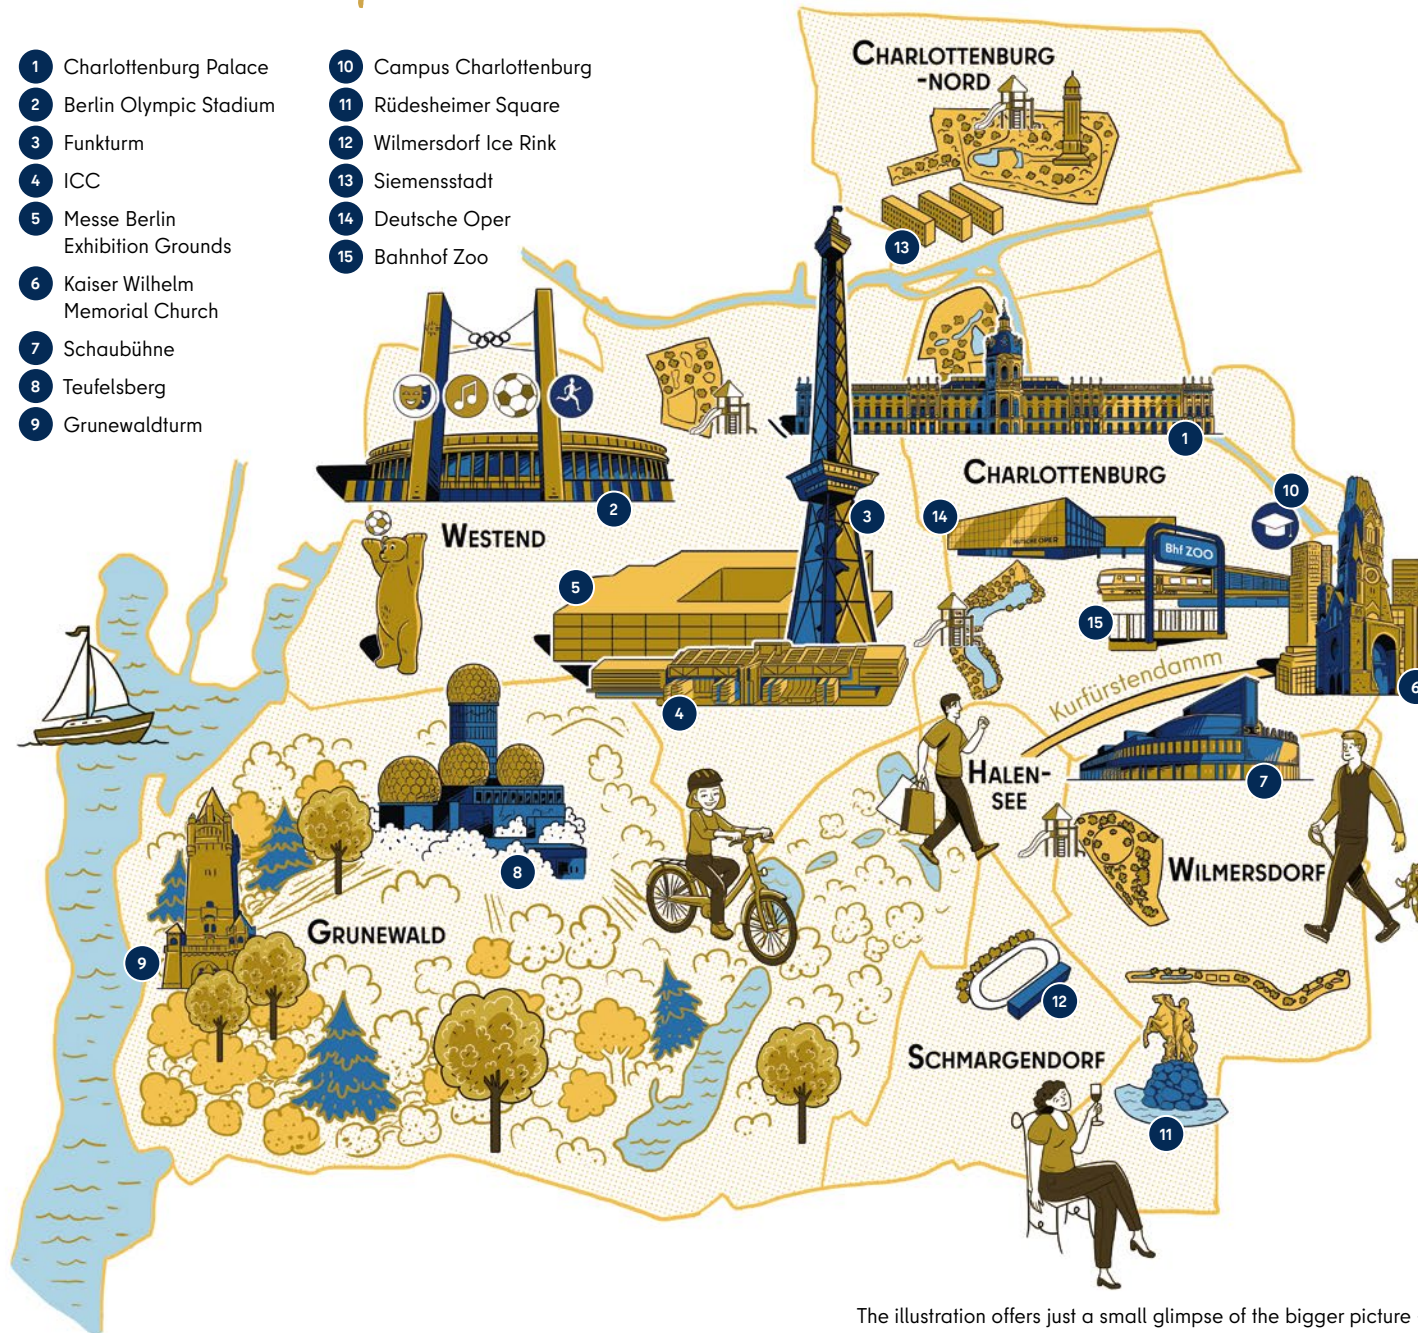 1 Charlottenburg Palace
2 Berlin Olympic Stadium
3 Funkturm
4 ICC
5 Messe Berlin
Exhibition Grounds
6 Kaiser Wilhelm
Memorial Church
7 Schaubühne
8 Teufelsberg
9 Grunewaldturm
10 Campus Charlottenburg
11 Rüdesheimer Square
12 Wilmersdorf Ice Rink
13 Siemensstadt
14 Deutsche Oper
15 Bahnhof Zoo
CHARLOTTENBURG
-NORD
13
1
2
3
CHARLOTTENBURG
10
14
DEUTSCHE OPER
WESTEND
Bhf ZOO
5
15
Kurfürstendamm
6
4
7
HALEN-
SEE
8
WILMERSDORF
GRUNEWALD
9
12
SCHMARGENDORF
11
The illustration offers just a small glimpse of the bigger picture